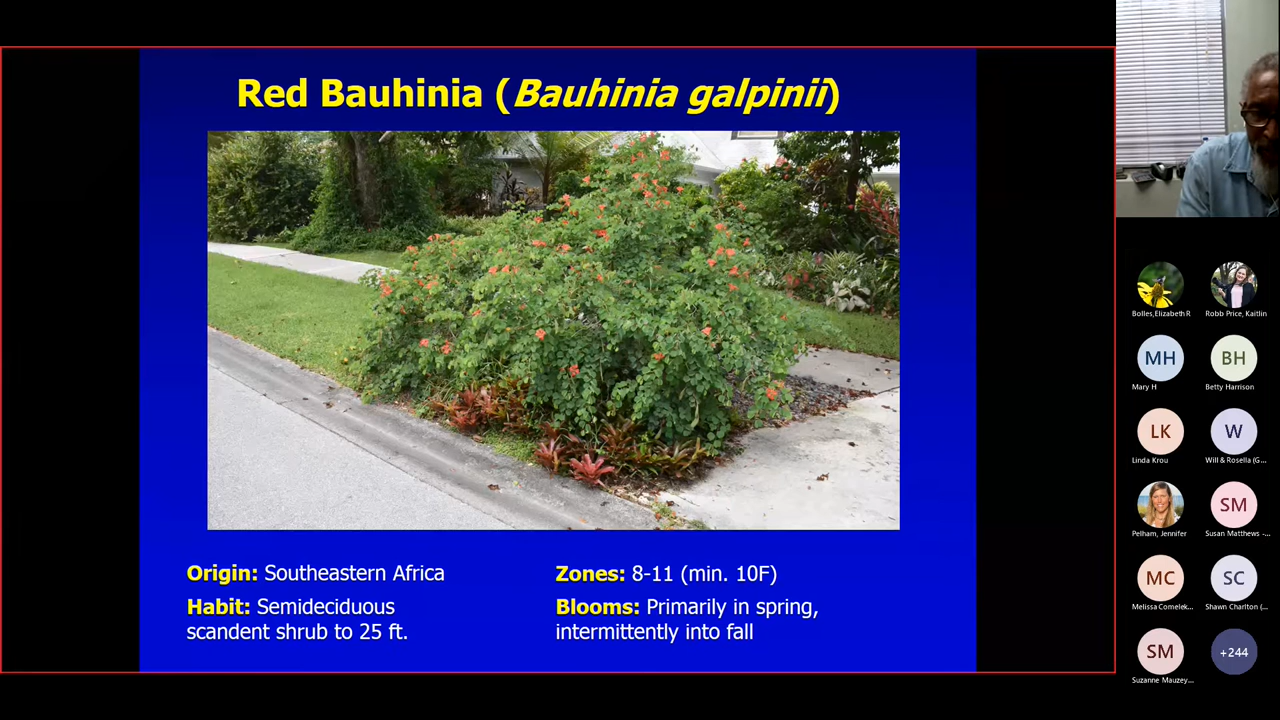 Red Bauhinia (Bauhinia galpinii)
Origin: Southeastern Africa
Habit: Semideciduous
scandent shrub to 25 ft.
Zones: 8-11 (min. 10F)
Blooms: Primarily in spring,
intermittently into fall
Bolles,Elizabeth R
Robb Price, Kaitlin
MH
Mary H
BH
Betty Harrison
LK
Linda Krou
W
Will & Rosella (G...
Pelham, Jennifer
SM
Susan Matthews -...
MC
Melissa Comelek...
SC
Shawn Charlton (...
SM
Suzanne Mauzey...
+244